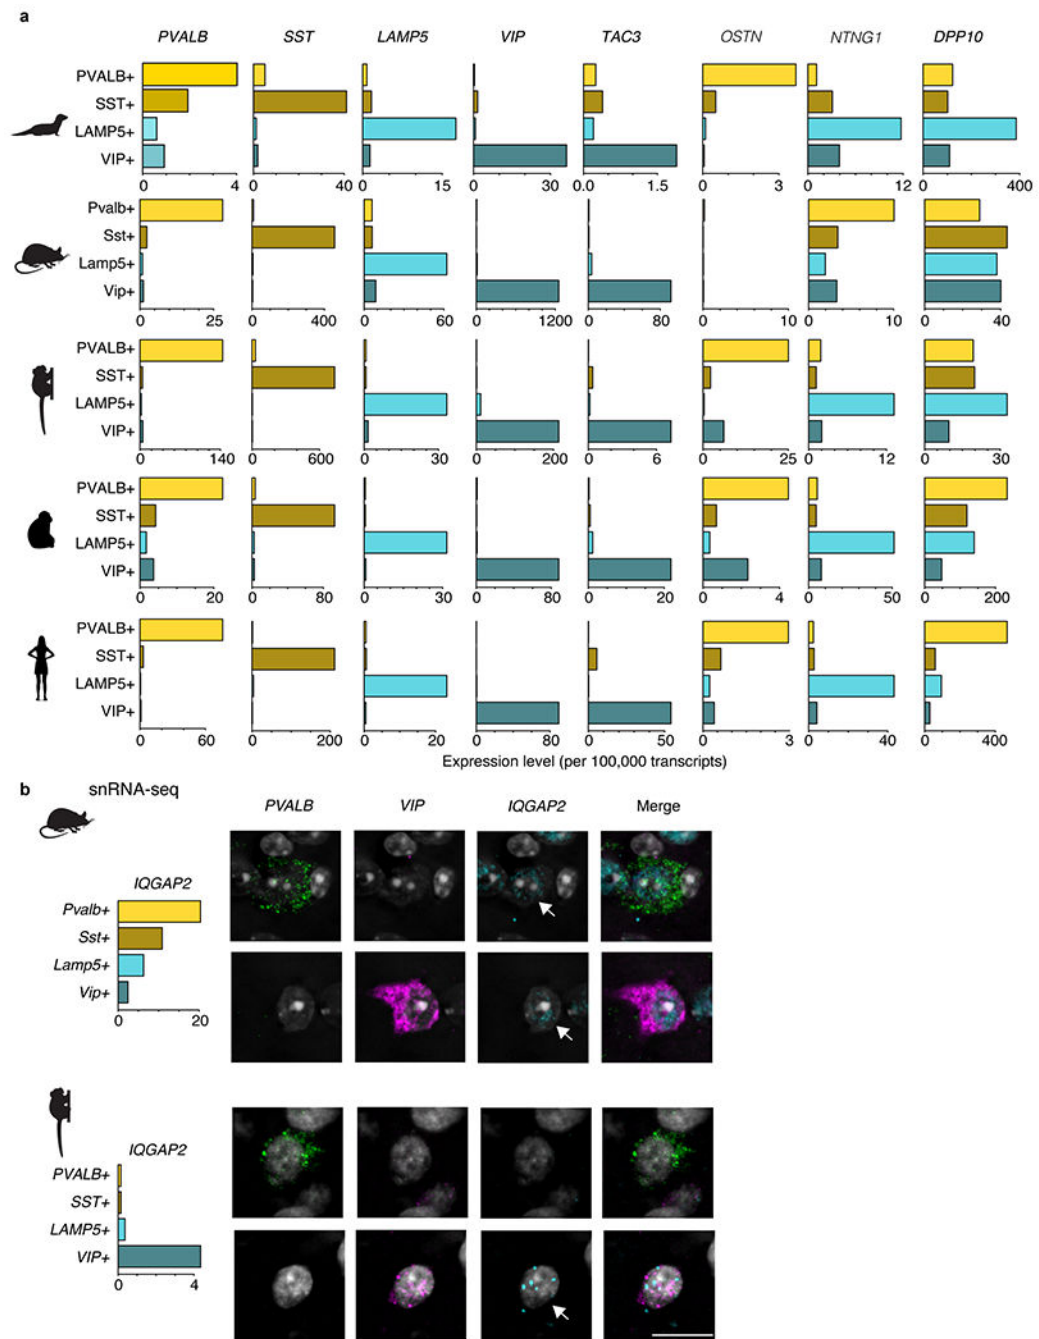 a
PVALB SST LAMP5 VIP TAC3 OSTN NTNG1 DPP10
PVALB+
SST+
LAMP5+
VIP+
0 4 0 40 0 15 0 30 0.0 1.5 0 3 0 12 0 400
Pvalb+
Sst+
Lamp5+
Vip+
0 25 0 400 0 60 0 1200 0 80 0 10 0 10 0 40
PVALB+
SST+
LAMP5+
VIP+
0 140 0 600 0 30 0 200 0 6 0 25 0 12 0 30
PVALB+
SST+
LAMP5+
VIP+
0 20 0 80 0 30 0 80 0 20 0 4 0 50 0 200
PVALB+
SST+
LAMP5+
VIP+
0 60 0 200 0 20 0 80 0 50 0 3 0 40 0 400
Expression level (per 100,000 transcripts)
b
snRNA-seq
PVALB VIP IQGAP2 Merge
IQGAP2
Pvalb+
Sst+
Lamp5+
Vip+
0 20
IQGAP2
PVALB+
SST+
LAMP5+
VIP+
0 4